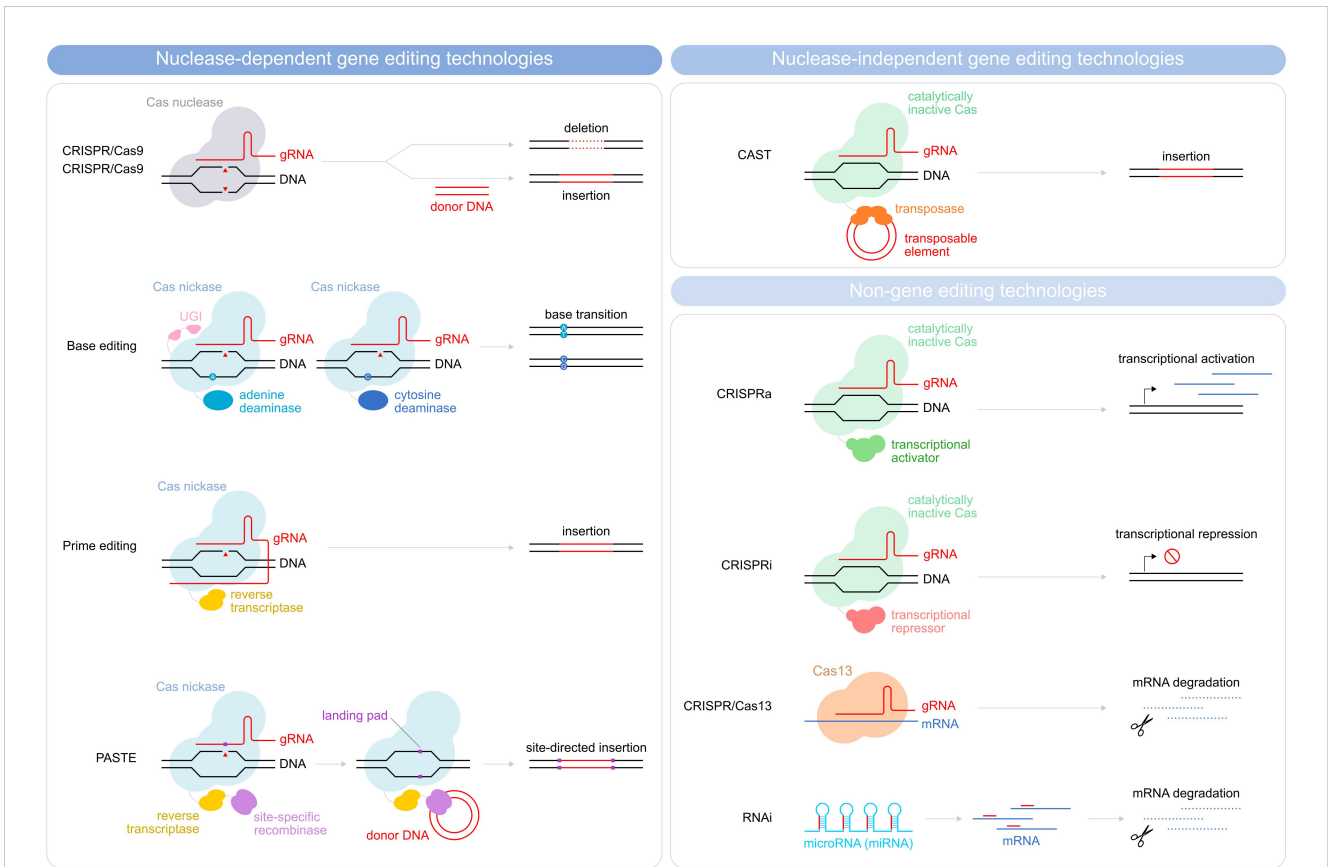 Nuclease-dependent gene editing technologies
Cas nuclease
CRISPR/Cas9
CRISPR/Cas9
gRNA
DNA
deletion
donor DNA
insertion
Cas nickase
Cas nickase
UGI
Base editing
gRNA
DNA
A
adenine
deaminase
gRNA
DNA
C
cytosine
deaminase
base transition
A
T
C
G
Cas nickase
Prime editing
gRNA
DNA
reverse
transcriptase
insertion
Cas nickase
landing pad
PASTE
gRNA
DNA
reverse
transcriptase
site-specific
recombinase
donor DNA
site-directed insertion
Nuclease-independent gene editing technologies
catalytically
inactive Cas
CAST
gRNA
DNA
transposase
transposable
element
insertion
Non-gene editing technologies
catalytically
inactive Cas
CRISPRa
gRNA
DNA
transcriptional
activator
transcriptional activation
catalytically
inactive Cas
CRISPRi
gRNA
DNA
transcriptional
repressor
transcriptional repression
Cas13
CRISPR/Cas13
gRNA
mRNA
mRNA degradation
RNAi
microRNA (miRNA)
mRNA
mRNA degradation